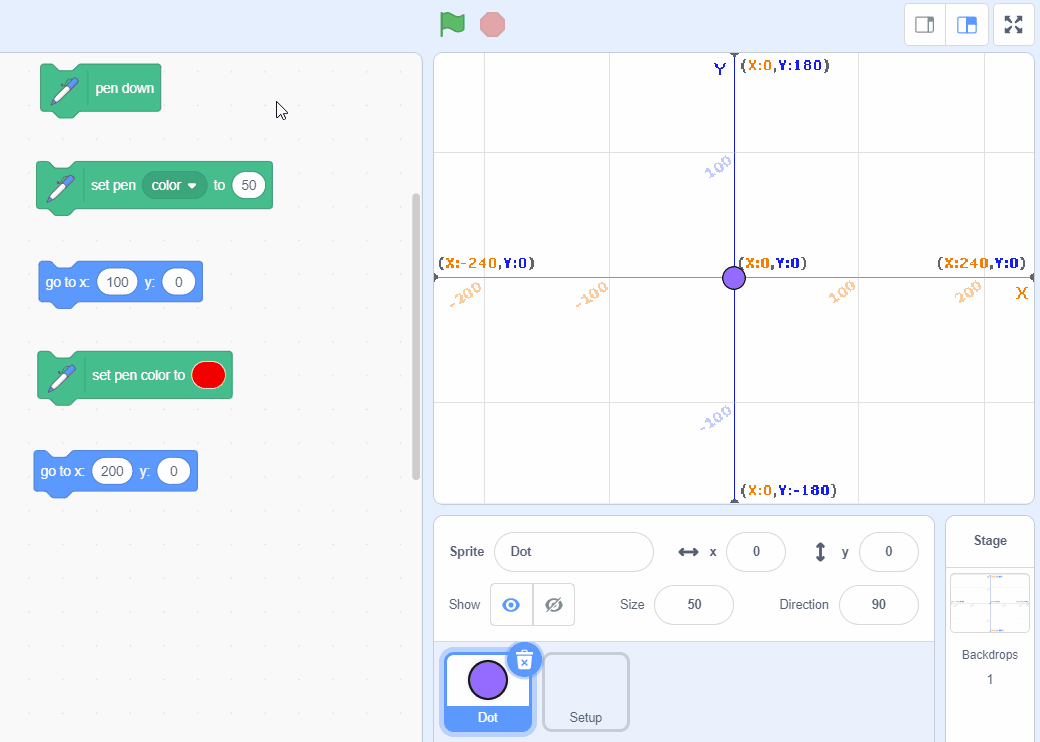 pen down
set pen color to 50
go to x: 100 y: 0
set pen color to
go to x: 200 y: 0
Y (X:0,Y:180)
100
(X:-240,Y:0) (X:0,Y:0) (X:240,Y:0)
-200 -100 100 200 X
-100
(X:0,Y:-180)
Sprite Dot x 0 y 0
Show Size 50 Direction 90
Dot Setup
Stage
Backdrops
1